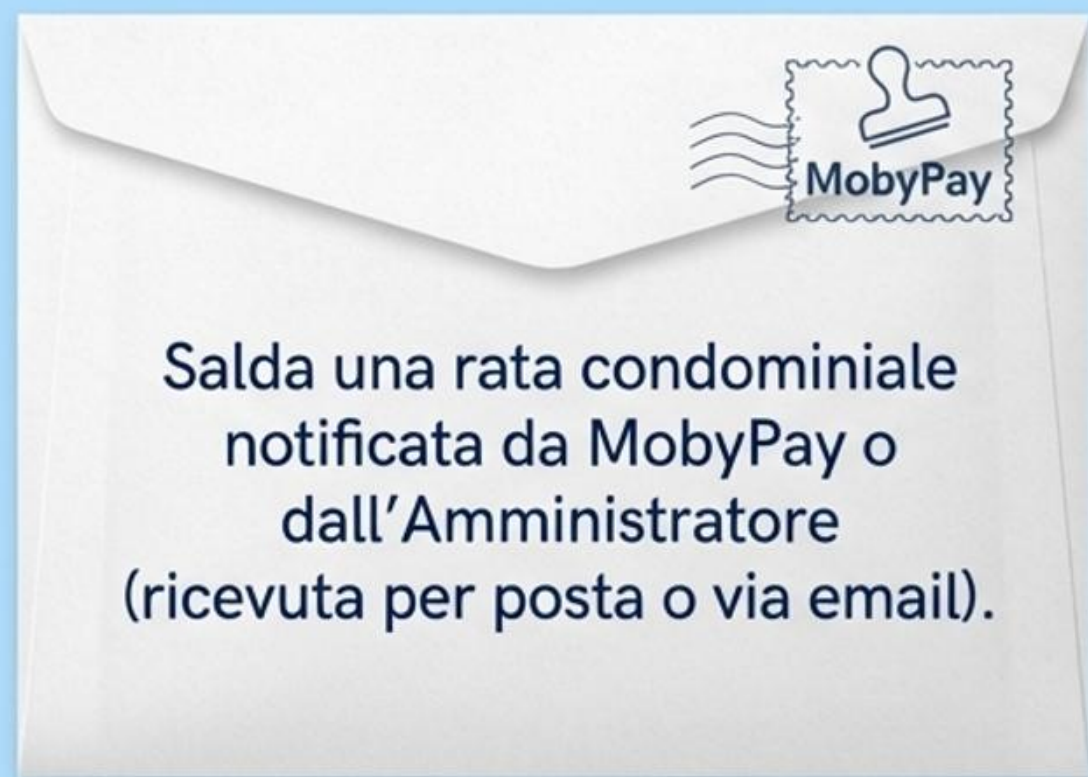 MobyPay
Salda una rata condominiale
notificata da MobyPay o
dall’Amministratore
(ricevuta per posta o via email).